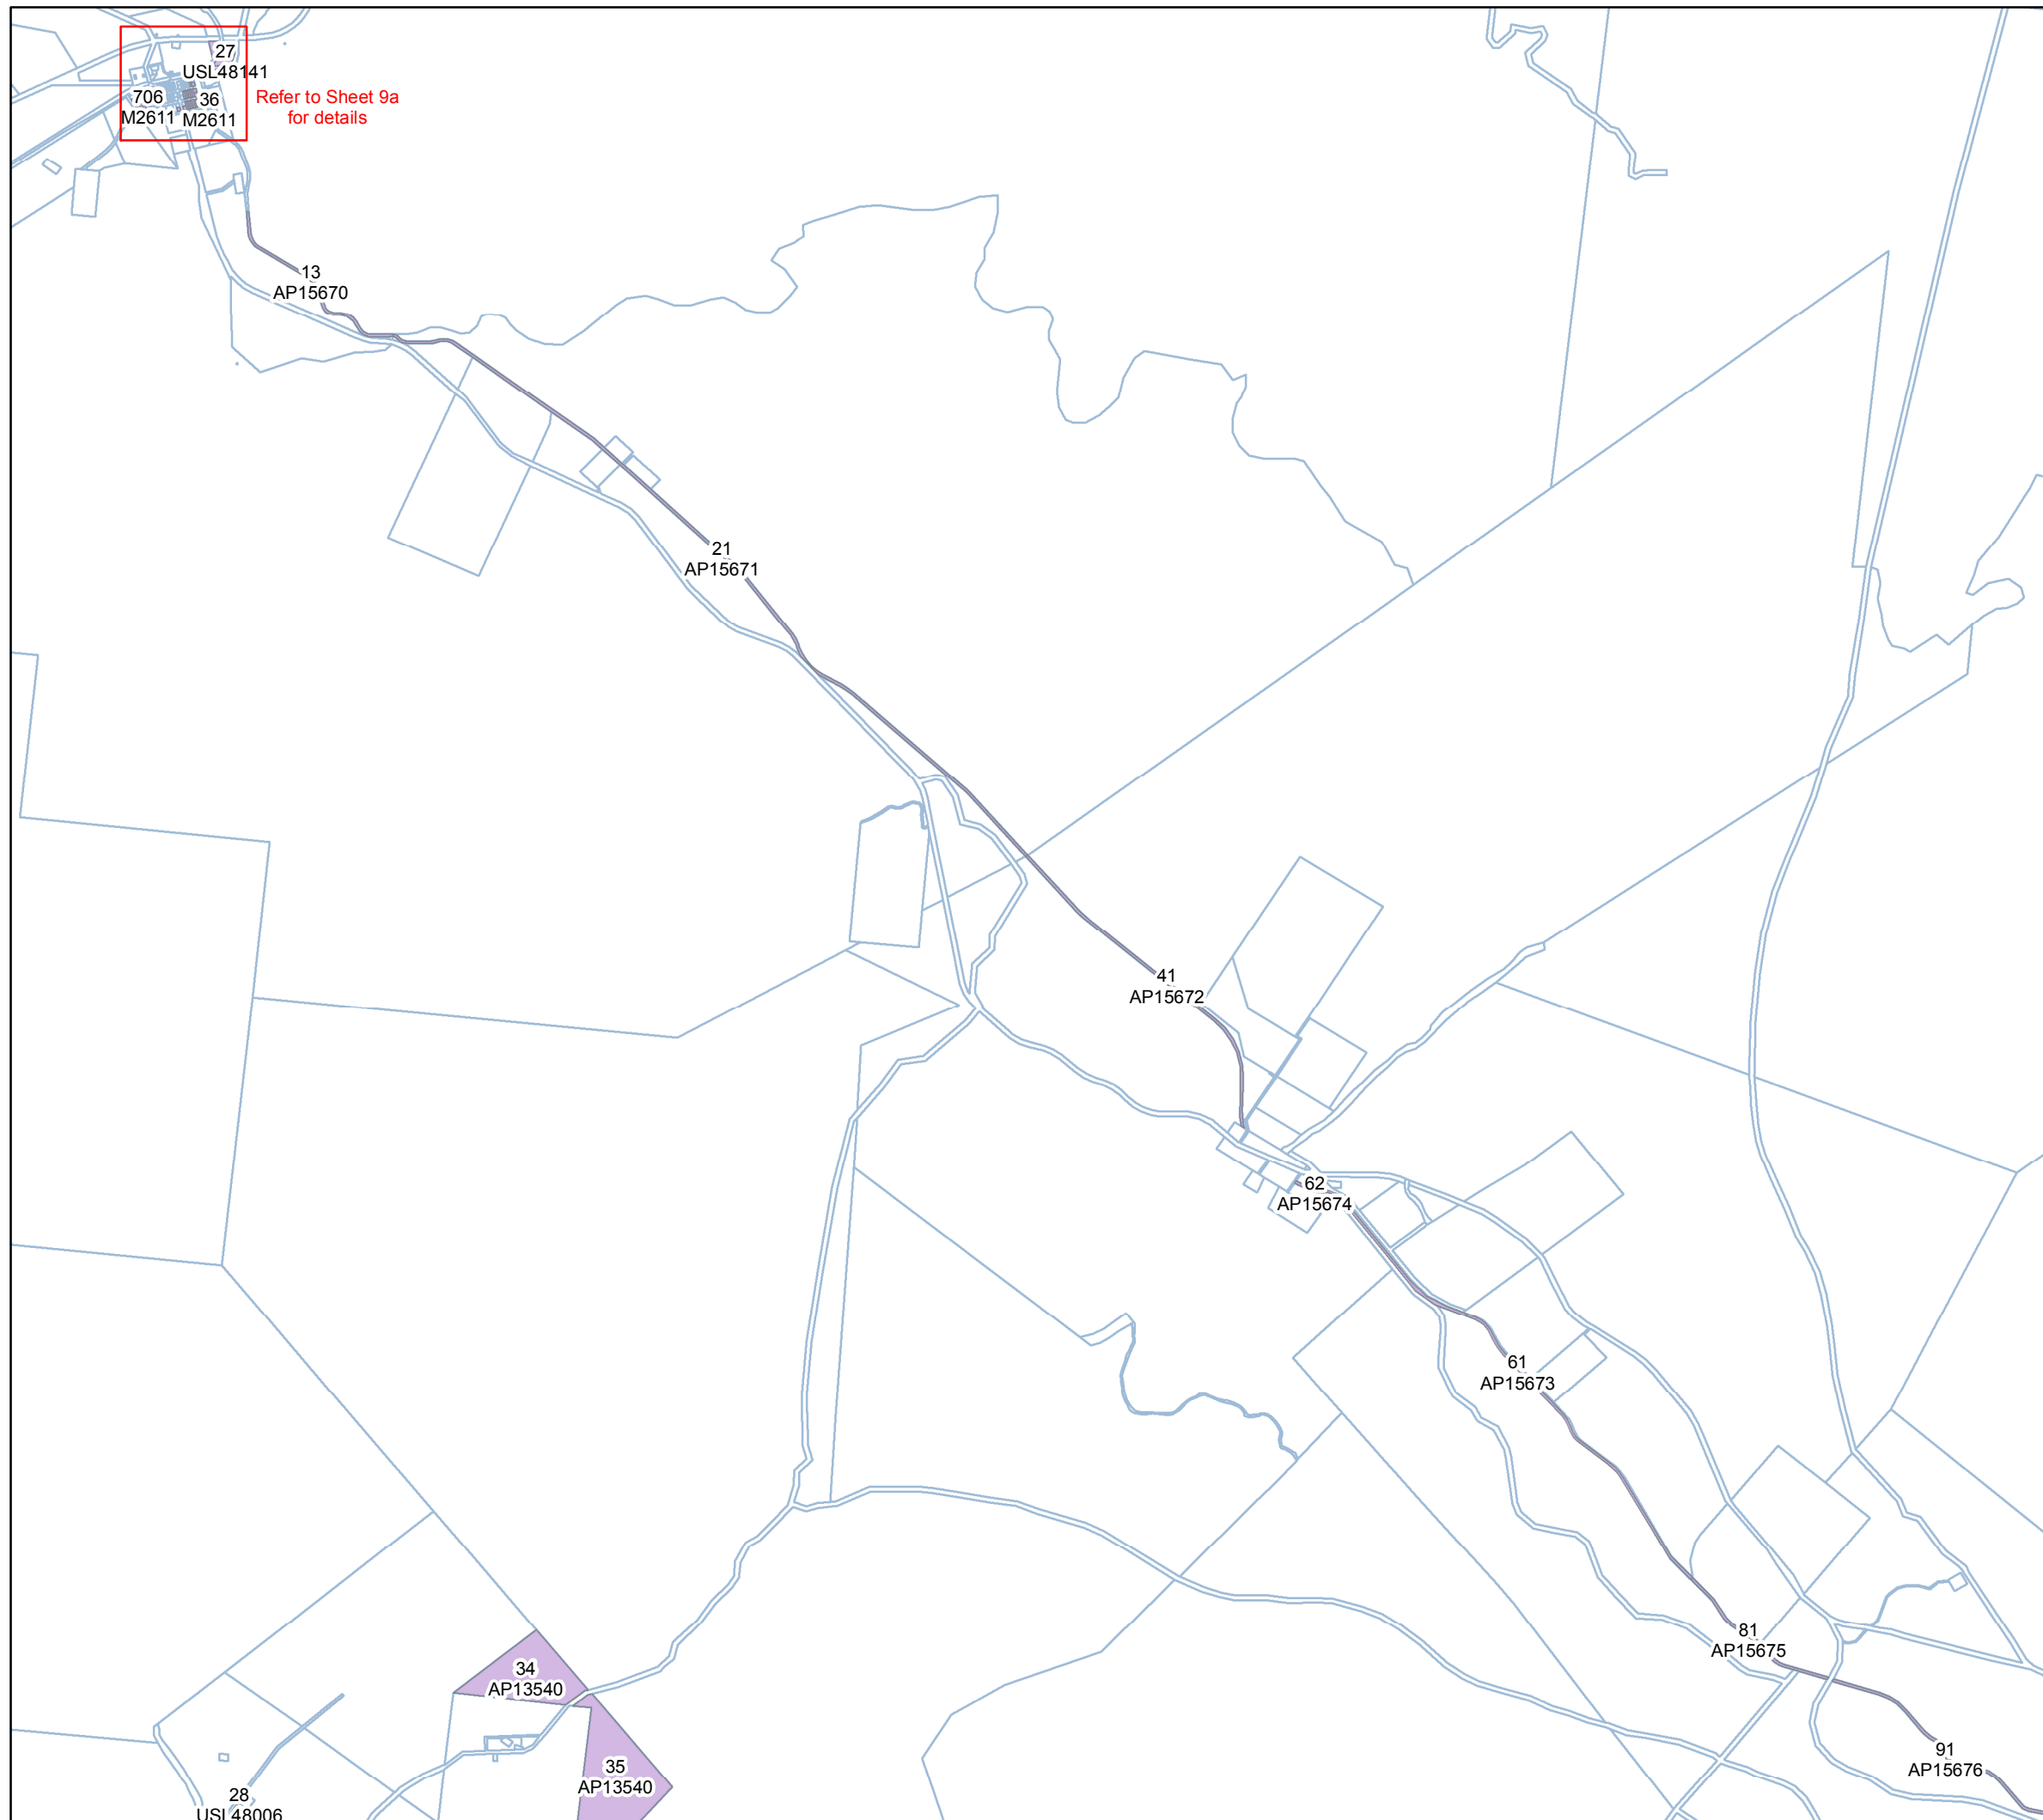 27
USL48141
706
M2611
36
M2611
Refer to Sheet 9a
for details
13
AP15670
21
AP15671
41
AP15672
62
AP15674
61
AP15673
81
AP15675
34
AP13540
35
AP13540
91
AP15676
28
USL48006